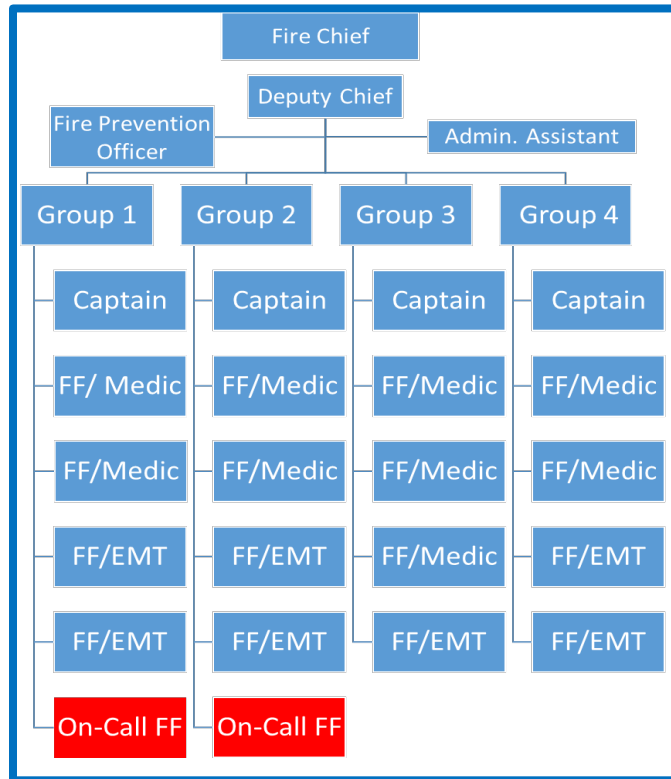 Fire Chief
Deputy Chief
Fire Prevention
Officer
Admin. Assistant
Group 1
Group 2
Group 3
Group 4
Captain
Captain
Captain
Captain
FF/ Medic
FF/Medic
FF/Medic
FF/Medic
FF/Medic
FF/Medic
FF/Medic
FF/Medic
FF/EMT
FF/EMT
FF/Medic
FF/EMT
FF/EMT
FF/EMT
FF/EMT
FF/EMT
On-Call FF
On-Call FF